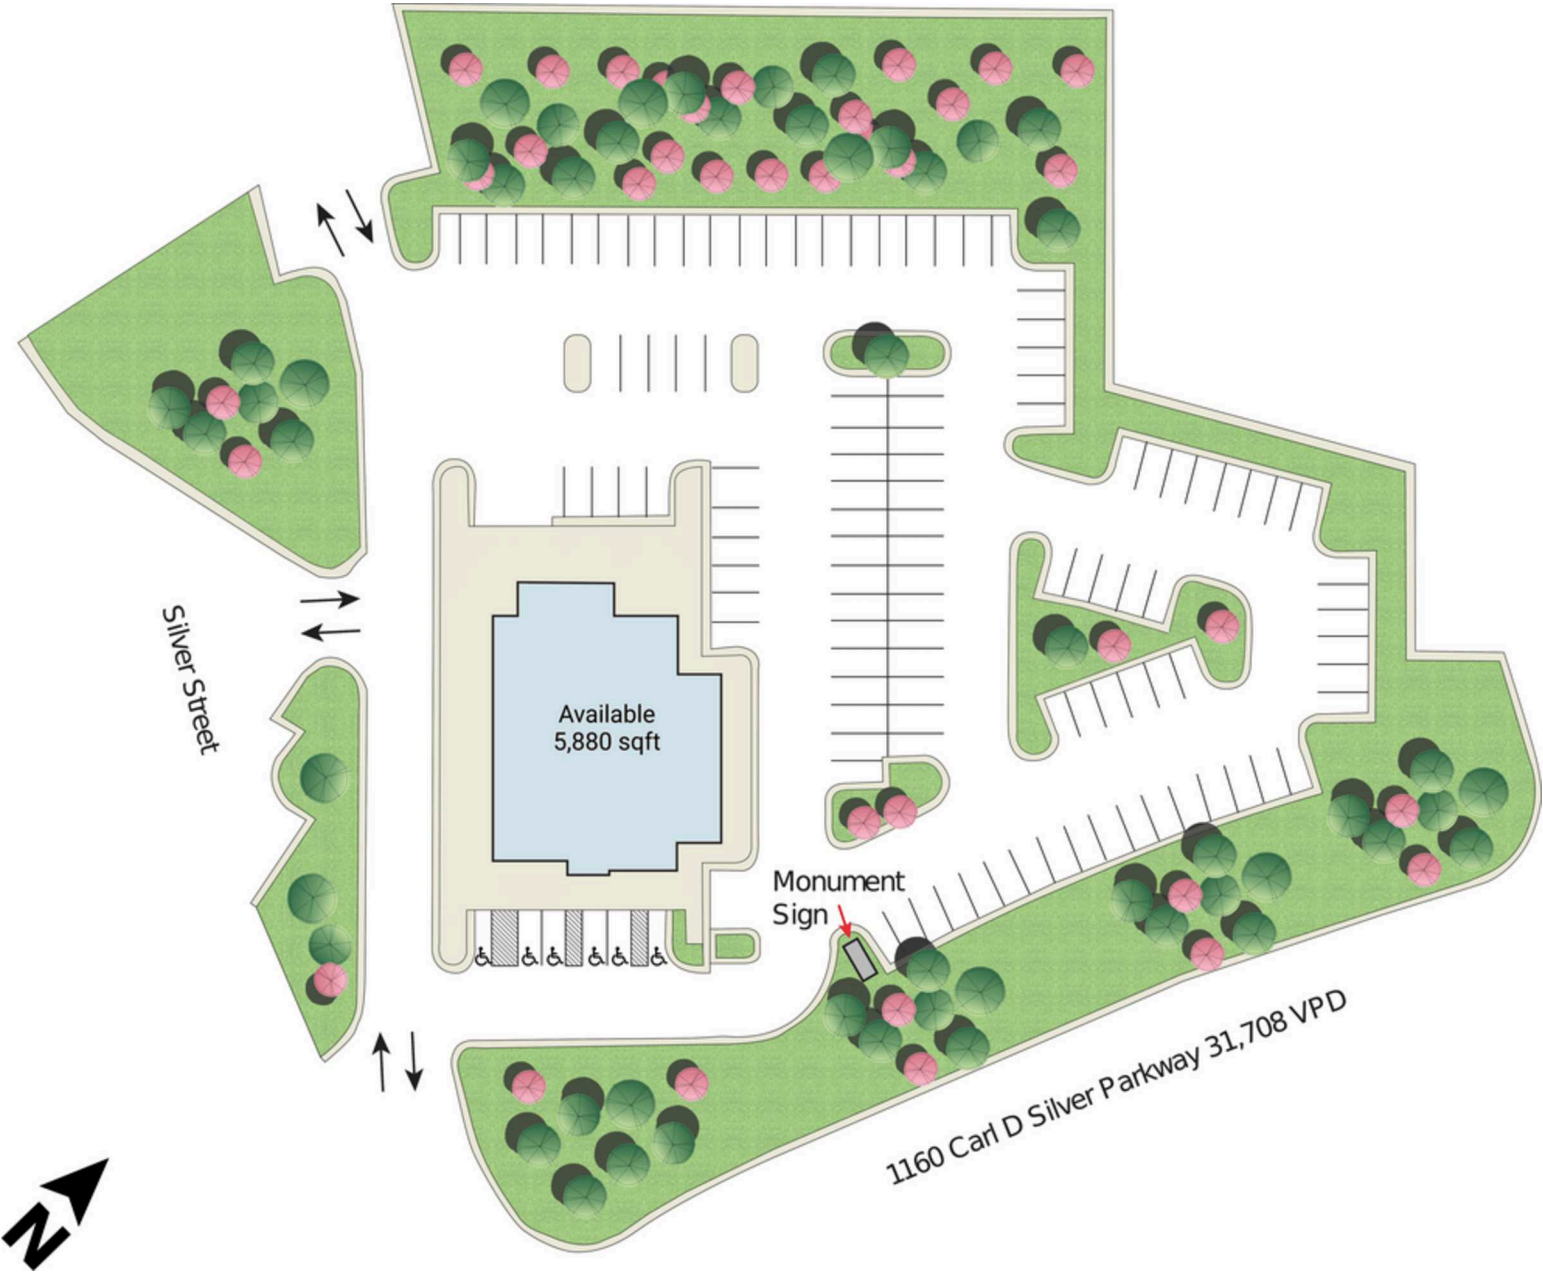 Silver Street
Available
5,880 sqft
Monument
Sign
1160 Carl D Silver Parkway 31,708 VPD
N